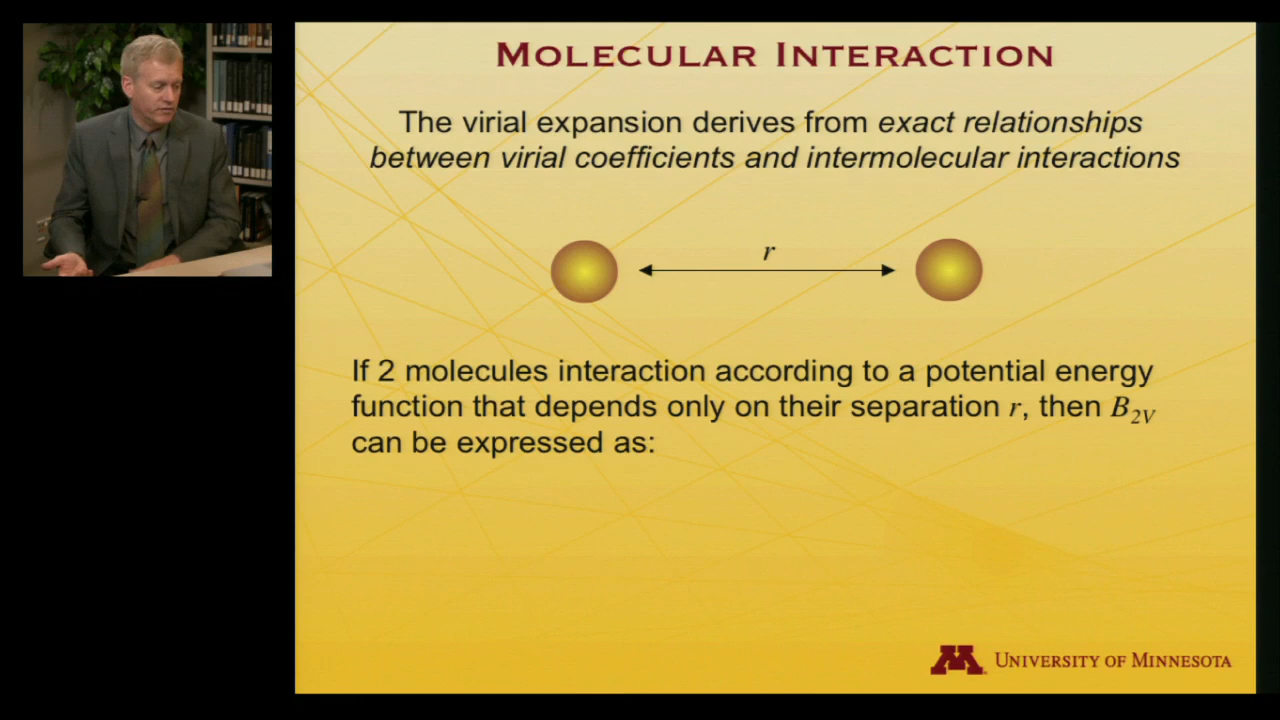 MOLECULAR INTERACTION
The virial expansion derives from exact relationships
between virial coefficients and intermolecular interactions
r
If 2 molecules interaction according to a potential energy
function that depends only on their separation r, then B2V
can be expressed as:
M
UNIVERSITY OF MINNESOTA